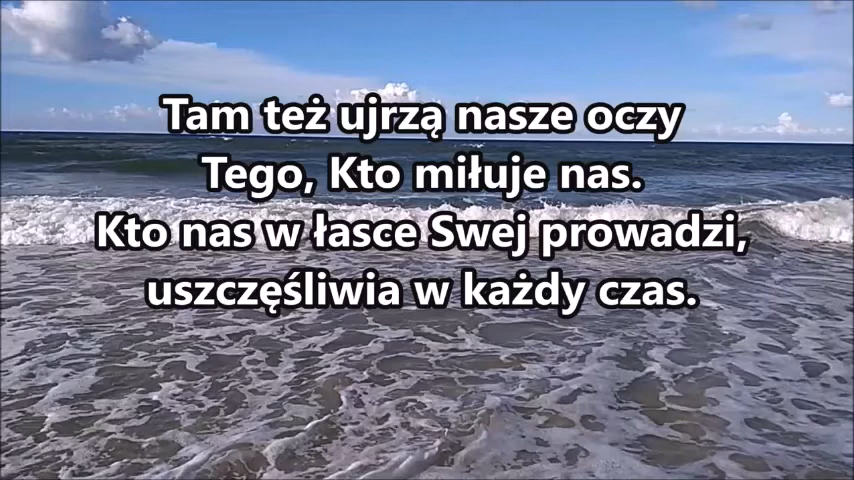 Tam też ujrzą nasze oczy
Tego, Kto miłuje nas.
Kto nas w łasce Swej prowadzi,
uszczęśliwia w każdy czas.